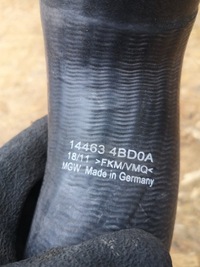 14463 4BD0A
18/11 >FKM/VMQ<
MGW Made in Germany